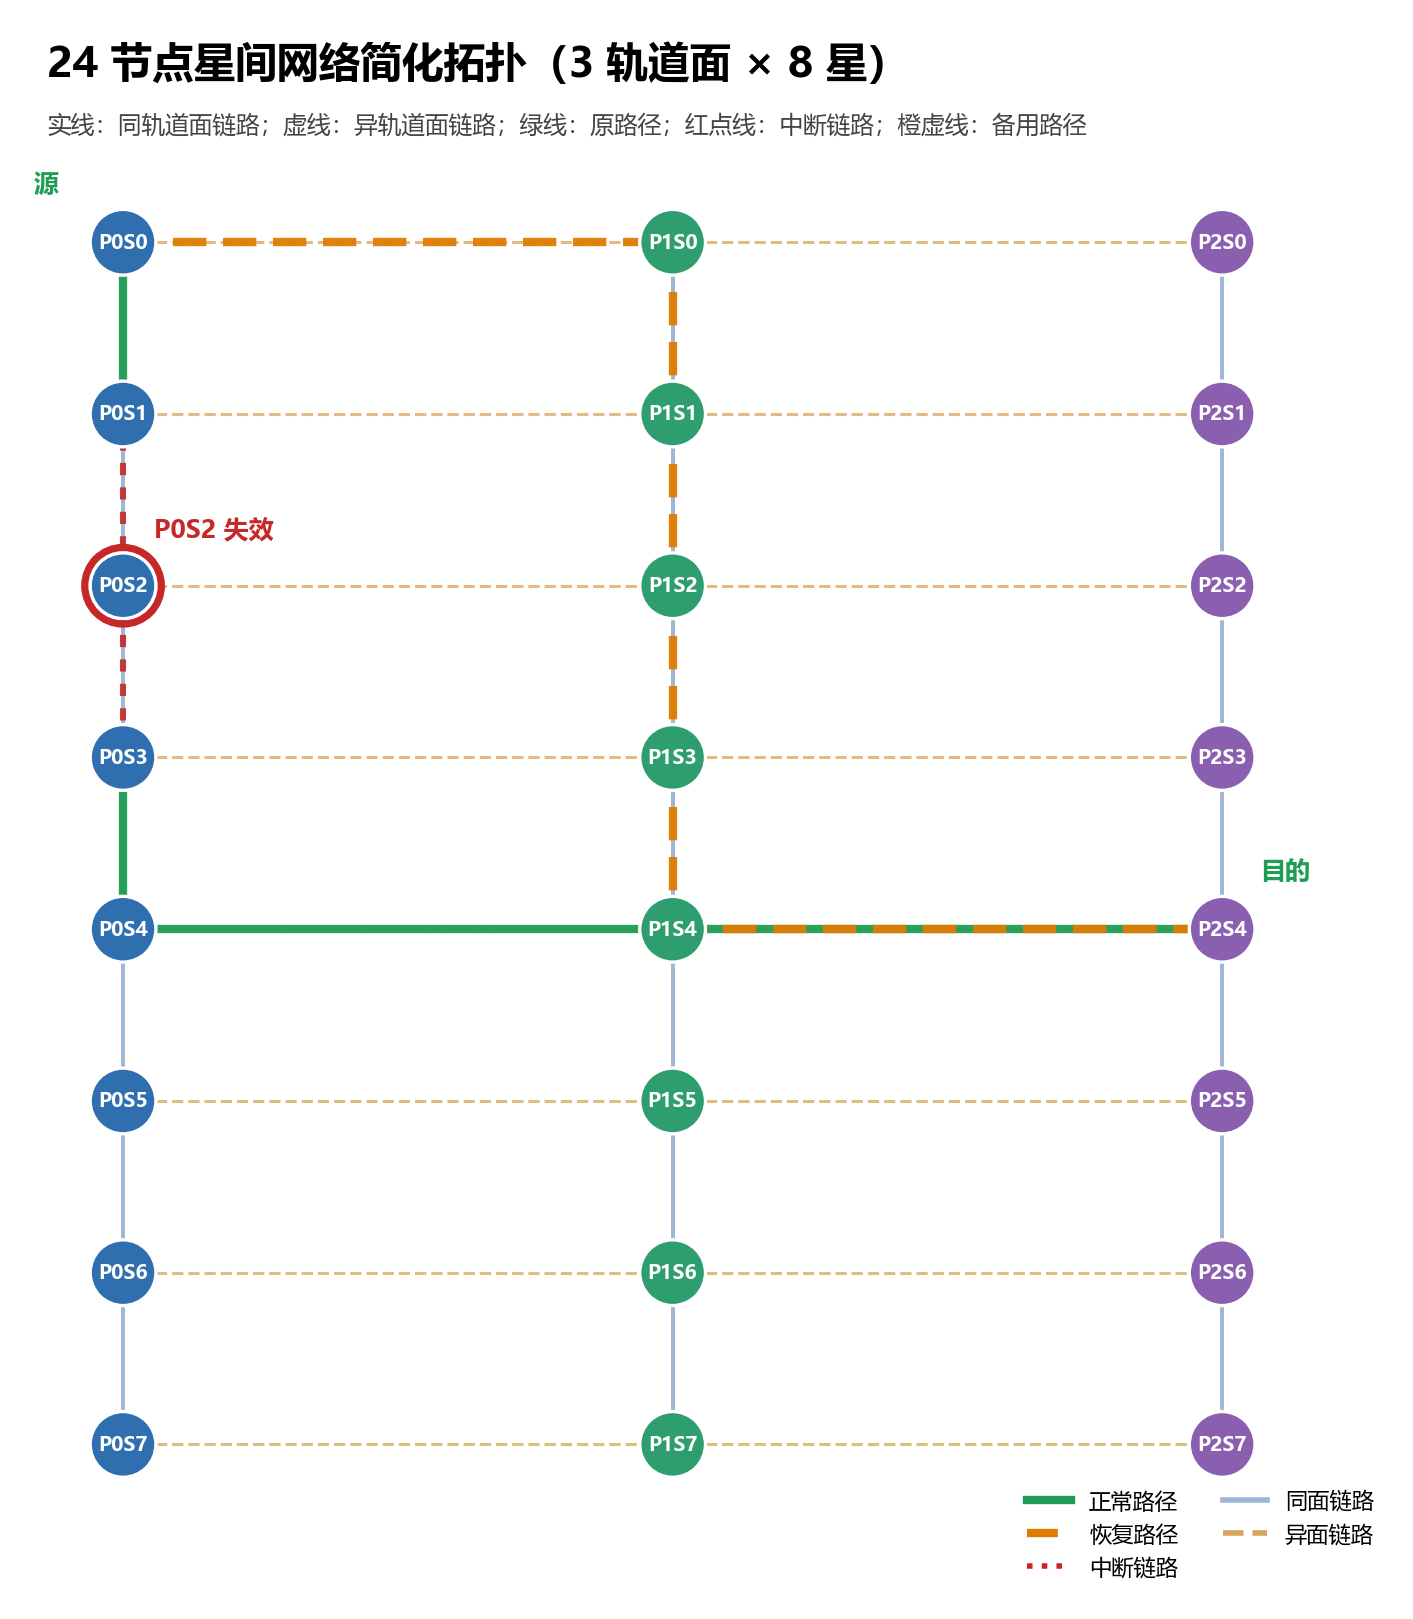 24 节点星间网络简化拓扑（3 轨道面 × 8 星）
实线：同轨道面链路；虚线：异轨道面链路；绿线：原路径；红点线：中断链路；橙虚线：备用路径
源
P0S0 P1S0 P2S0
P0S1 P1S1 P2S1
P0S2 失效
P0S2 P1S2 P2S2
P0S3 P1S3 P2S3
目的
P0S4 P1S4 P2S4
P0S5 P1S5 P2S5
P0S6 P1S6 P2S6
P0S7 P1S7 P2S7
正常路径 同面链路
恢复路径 异面链路
中断链路